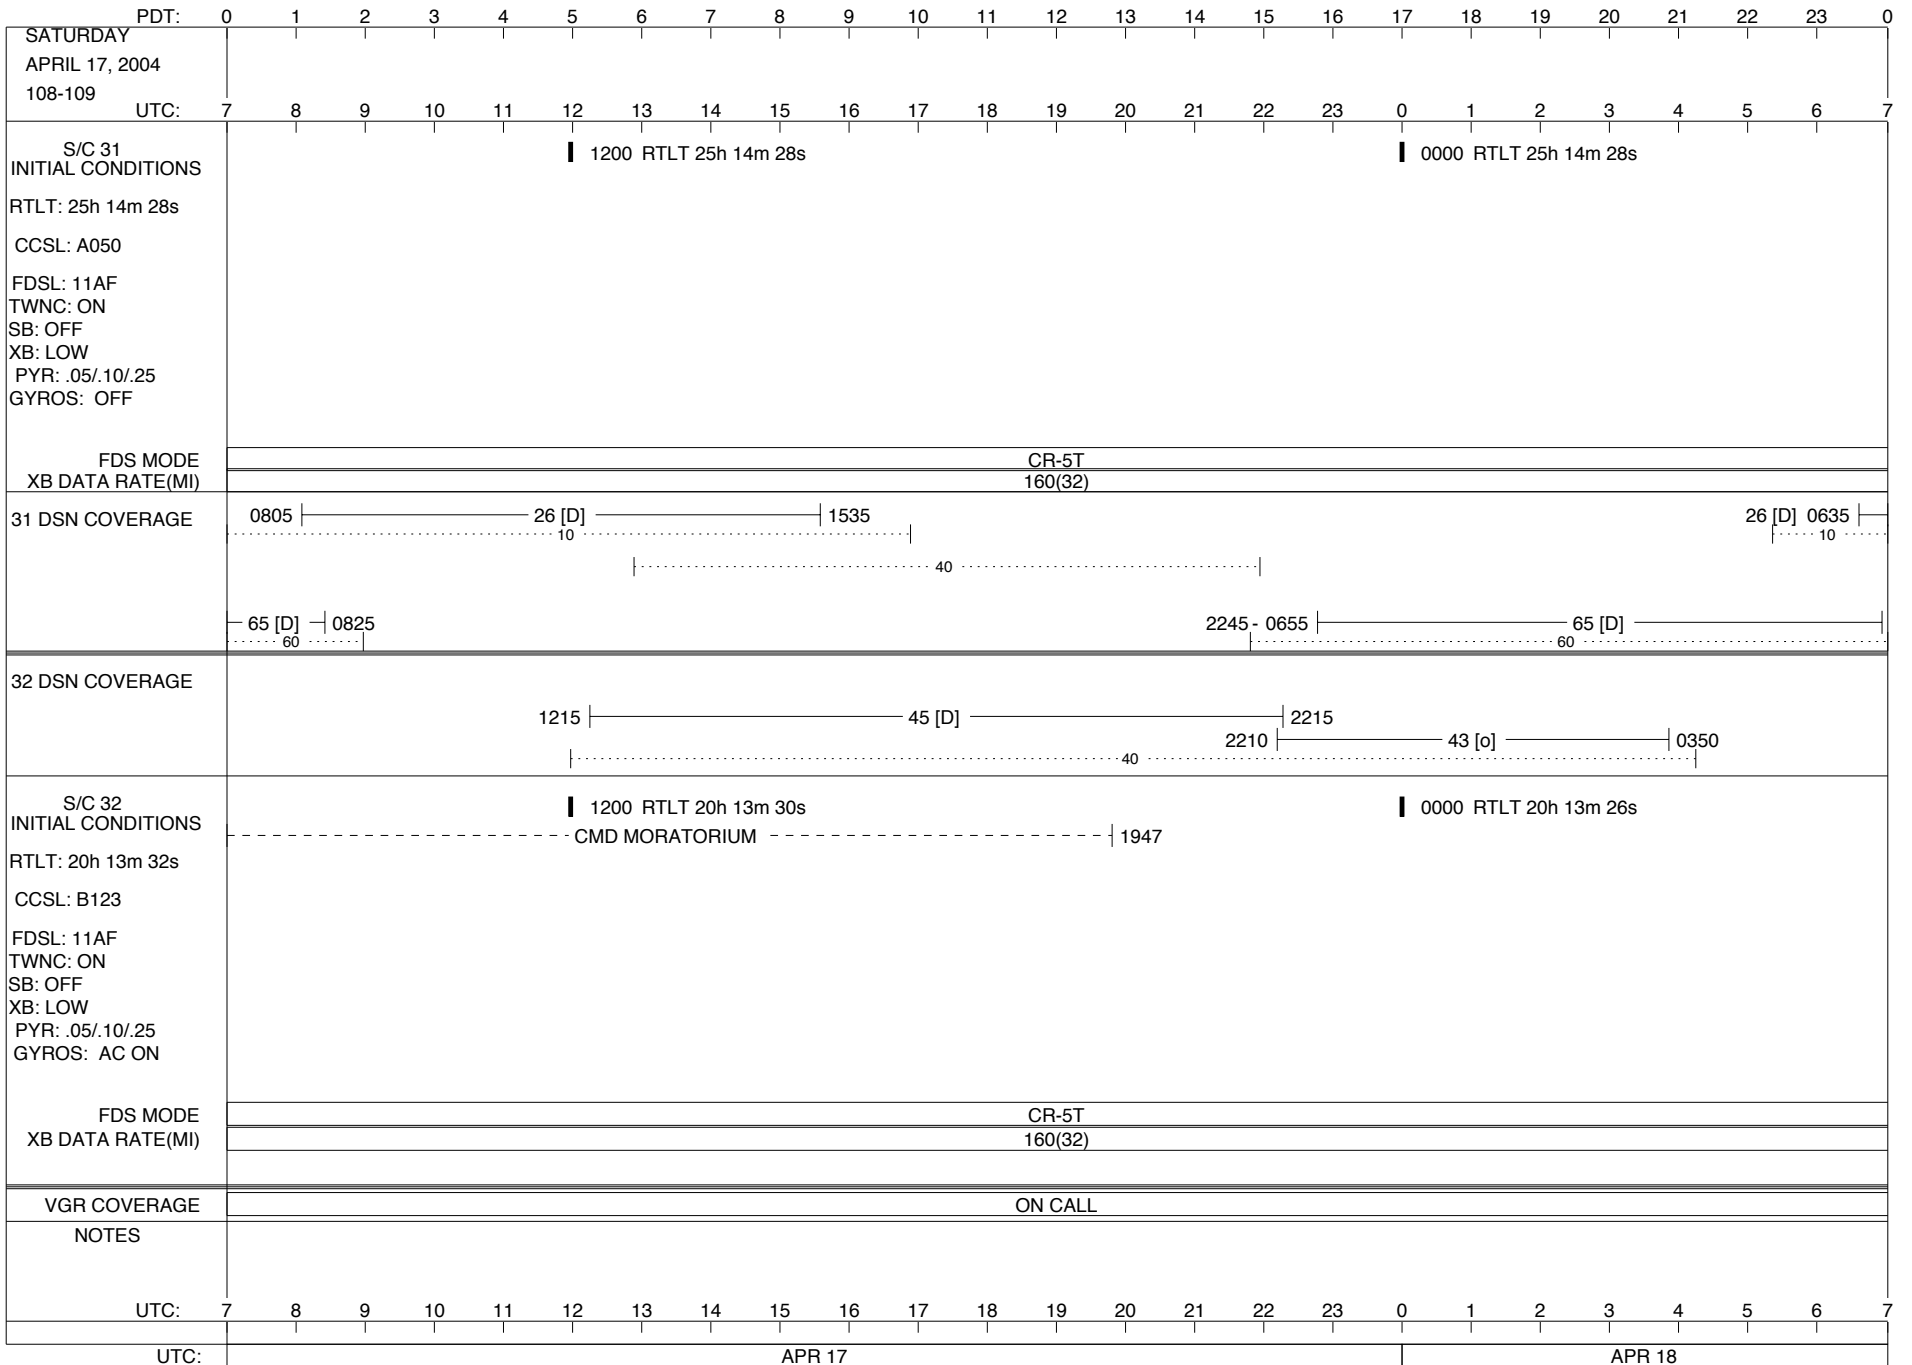 PDT: 0 1 2 3 4 5 6 7 8 9 10 11 12 13 14 15 16 17 18 19 20 21 22 23 0
SATURDAY
APRIL 17, 2004
108-109
UTC: 7 8 9 10 11 12 13 14 15 16 17 18 19 20 21 22 23 0 1 2 3 4 5 6 7
S/C 31
INITIAL CONDITIONS
1200 RTLT 25h 14m 28s 0000 RTLT 25h 14m 28s
RTLT: 25h 14m 28s
CCSL: A050
FDSL: 11AF
TWNC: ON
SB: OFF
XB: LOW
PYR: .05/.10/.25
GYROS: OFF
FDS MODE CR-5T
XB DATA RATE(MI) 160(32)
31 DSN COVERAGE 0805 26 [D] 1535 26 [D] 0635
10 10
40
65 [D] 0825 2245 - 0655 65 [D]
60 60
32 DSN COVERAGE
1215 45 [D] 2215
2210 43 [o] 0350
40
S/C 32
INITIAL CONDITIONS
1200 RTLT 20h 13m 30s 0000 RTLT 20h 13m 26s
CMD MORATORIUM 1947
RTLT: 20h 13m 32s
CCSL: B123
FDSL: 11AF
TWNC: ON
SB: OFF
XB: LOW
PYR: .05/.10/.25
GYROS: AC ON
FDS MODE CR-5T
XB DATA RATE(MI) 160(32)
VGR COVERAGE ON CALL
NOTES
UTC: 7 8 9 10 11 12 13 14 15 16 17 18 19 20 21 22 23 0 1 2 3 4 5 6 7
UTC: APR 17 APR 18